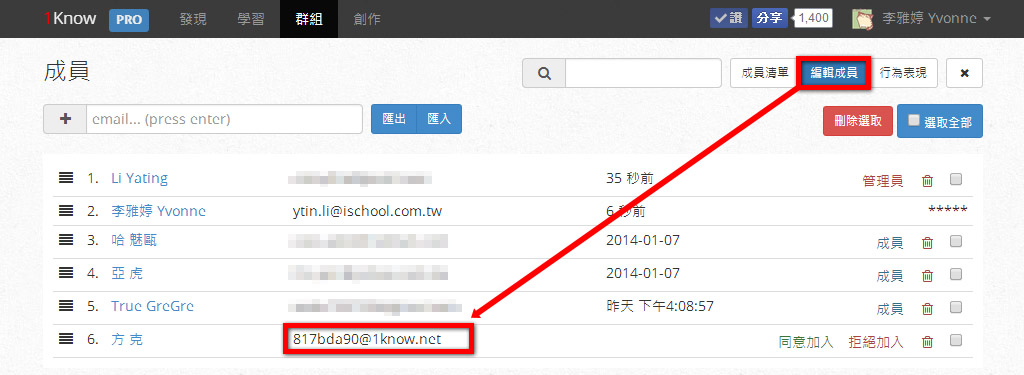 1Know PRO 發現 學習 群組 創作 讚 分享 1,400 李雅婷 Yvonne
成員 成員清單 編輯成員 行為表現
email... (press enter) 匯出 匯入 刪除選取 選取全部
1. Li Yating 35 秒前 管理員
2. 李雅婷 Yvonne ytin.li@ischool.com.tw 6 秒前 *****
3. 哈 魅甌 2014-01-07 成員
4. 亞 虎 2014-01-07 成員
5. True GreGre 昨天 下午4:08:57 成員
6. 方 克 817bda90@1know.net 同意加入 拒絕加入